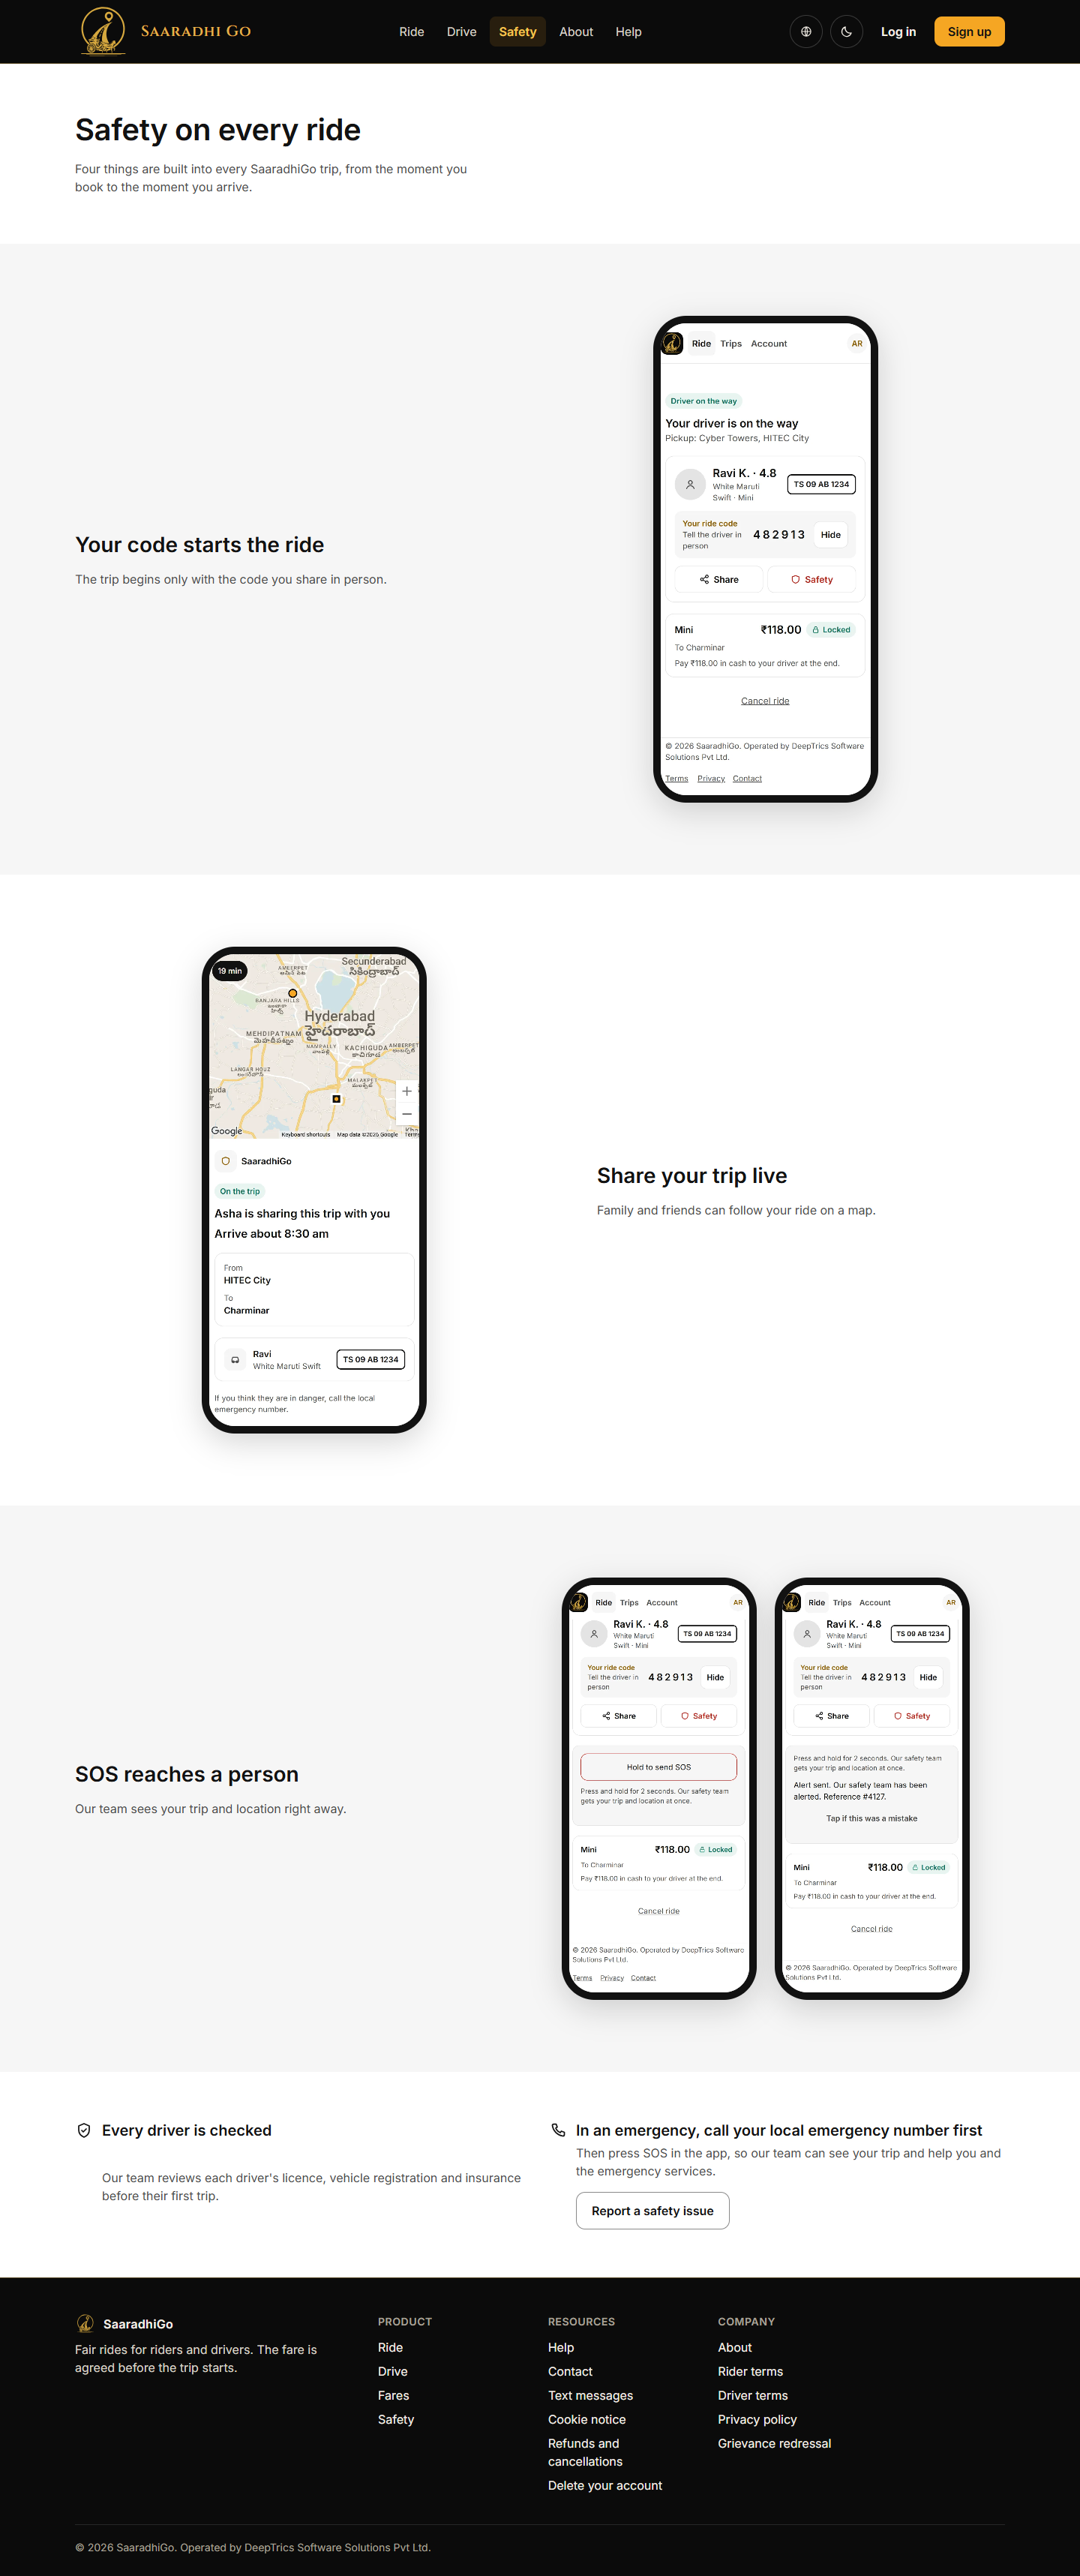 SAARADHI GO
Ride
Drive
Safety
About
Help
Log in
Sign up
Safety on every ride
Four things are built into every SaaradhiGo trip, from the moment you
book to the moment you arrive.
Your code starts the ride
The trip begins only with the code you share in person.
Ride
Trips
Account
AR
Driver on the way
Your driver is on the way
Pickup: Cyber Towers, HITEC City
Ravi K. · 4.8
White Maruti
Swift · Mini
TS 09 AB 1234
Your ride code
Tell the driver in
person
482913
Hide
Share
Safety
Mini
₹118.00
Locked
To Charminar
Pay ₹118.00 in cash to your driver at the end.
Cancel ride
© 2026 SaaradhiGo. Operated by DeepTrics Software
Solutions Pvt Ltd.
Terms
Privacy
Contact
19 min
Secunderabad
సికింద్రాబాద్
AMEERPET
BANJARA HILLS
Hyderabad
హైదరాబాద్
MEHDIPATNAM
మెహదీపట్నం
NAMPALLY
నాంపల్లి
KACHIGUDA
కాచిగూడ
AMBERPET
LANGAR HOUZ
MALAKPET
మలక్‌పేట
guda
Google
Keyboard shortcuts
Map data ©2025 Google
Terms
SaaradhiGo
On the trip
Asha is sharing this trip with you
Arrive about 8:30 am
From
HITEC City
To
Charminar
Ravi
White Maruti Swift
TS 09 AB 1234
If you think they are in danger, call the local
emergency number.
Share your trip live
Family and friends can follow your ride on a map.
SOS reaches a person
Our team sees your trip and location right away.
Ride
Trips
Account
AR
Ravi K. · 4.8
White Maruti
Swift · Mini
TS 09 AB 1234
Your ride code
Tell the driver in
person
482913
Hide
Share
Safety
Hold to send SOS
Press and hold for 2 seconds. Our safety team
gets your trip and location at once.
Mini
₹118.00
Locked
To Charminar
Pay ₹118.00 in cash to your driver at the end.
Cancel ride
© 2026 SaaradhiGo. Operated by DeepTrics Software
Solutions Pvt Ltd.
Terms
Privacy
Contact
Ride
Trips
Account
AR
Ravi K. · 4.8
White Maruti
Swift · Mini
TS 09 AB 1234
Your ride code
Tell the driver in
person
482913
Hide
Share
Safety
Press and hold for 2 seconds. Our safety team
gets your trip and location at once.
Alert sent. Our safety team has been
alerted. Reference #4127.
Tap if this was a mistake
Mini
₹118.00
Locked
To Charminar
Pay ₹118.00 in cash to your driver at the end.
Cancel ride
© 2026 SaaradhiGo. Operated by DeepTrics Software
Solutions Pvt Ltd.
Every driver is checked
Our team reviews each driver's licence, vehicle registration and insurance
before their first trip.
In an emergency, call your local emergency number first
Then press SOS in the app, so our team can see your trip and help you and
the emergency services.
Report a safety issue
SaaradhiGo
Fair rides for riders and drivers. The fare is
agreed before the trip starts.
PRODUCT
Ride
Drive
Fares
Safety
RESOURCES
Help
Contact
Text messages
Cookie notice
Refunds and
cancellations
Delete your account
COMPANY
About
Rider terms
Driver terms
Privacy policy
Grievance redressal
© 2026 SaaradhiGo. Operated by DeepTrics Software Solutions Pvt Ltd.